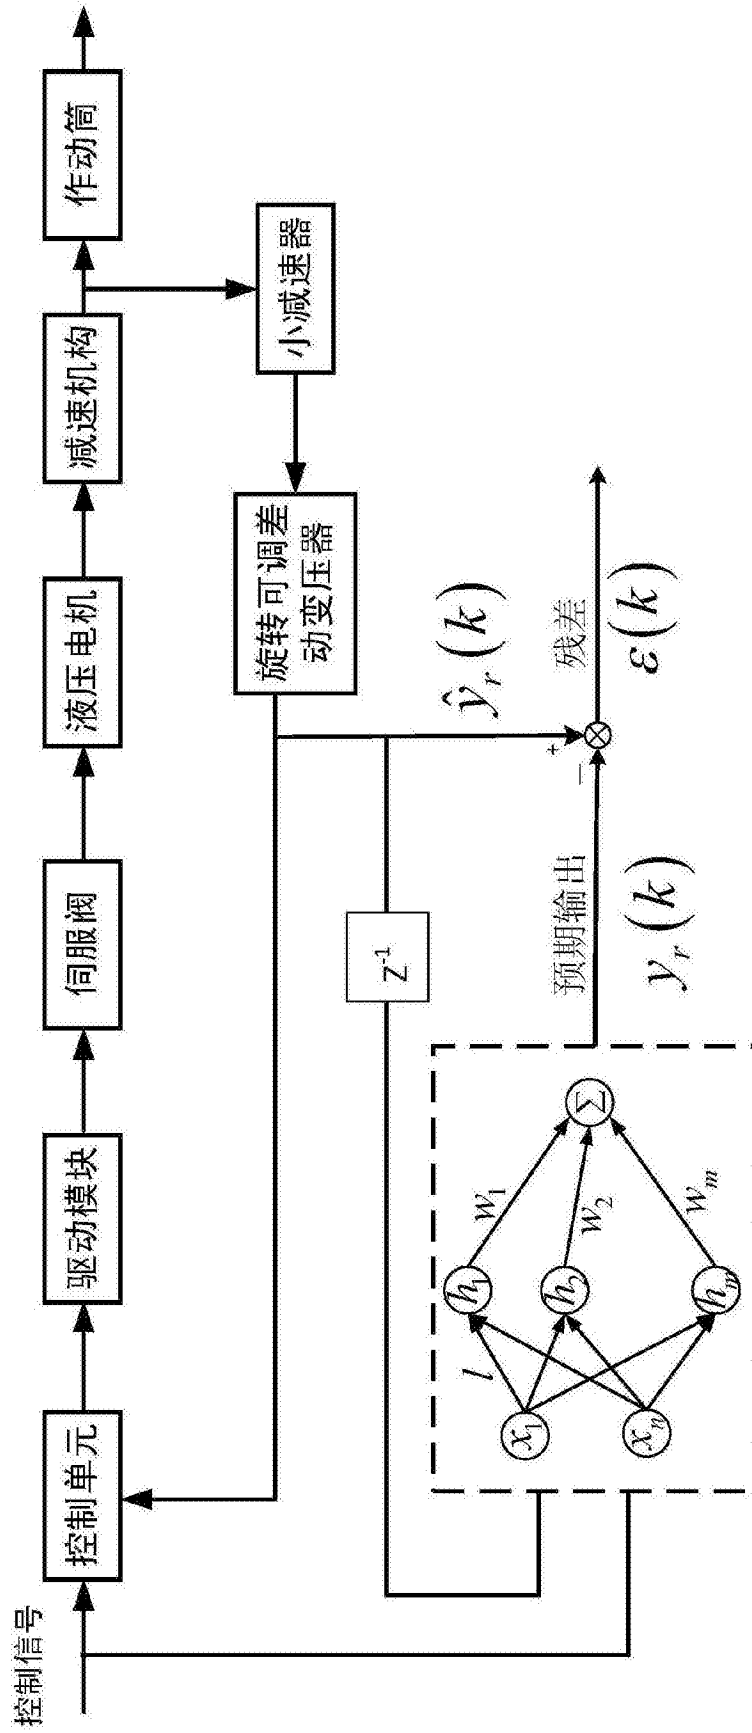 控制信号
控制单元
驱动模块
伺服阀
液压电机
减速机构
作动筒
小减速器
旋转可调差
动变压器
ŷᵣ(k)
Z⁻¹
残差
ε(k)
+
−
预期输出
yᵣ(k)
x₁
xₙ
l
h₁
h₂
hₘ
w₁
w₂
wₘ
Σ